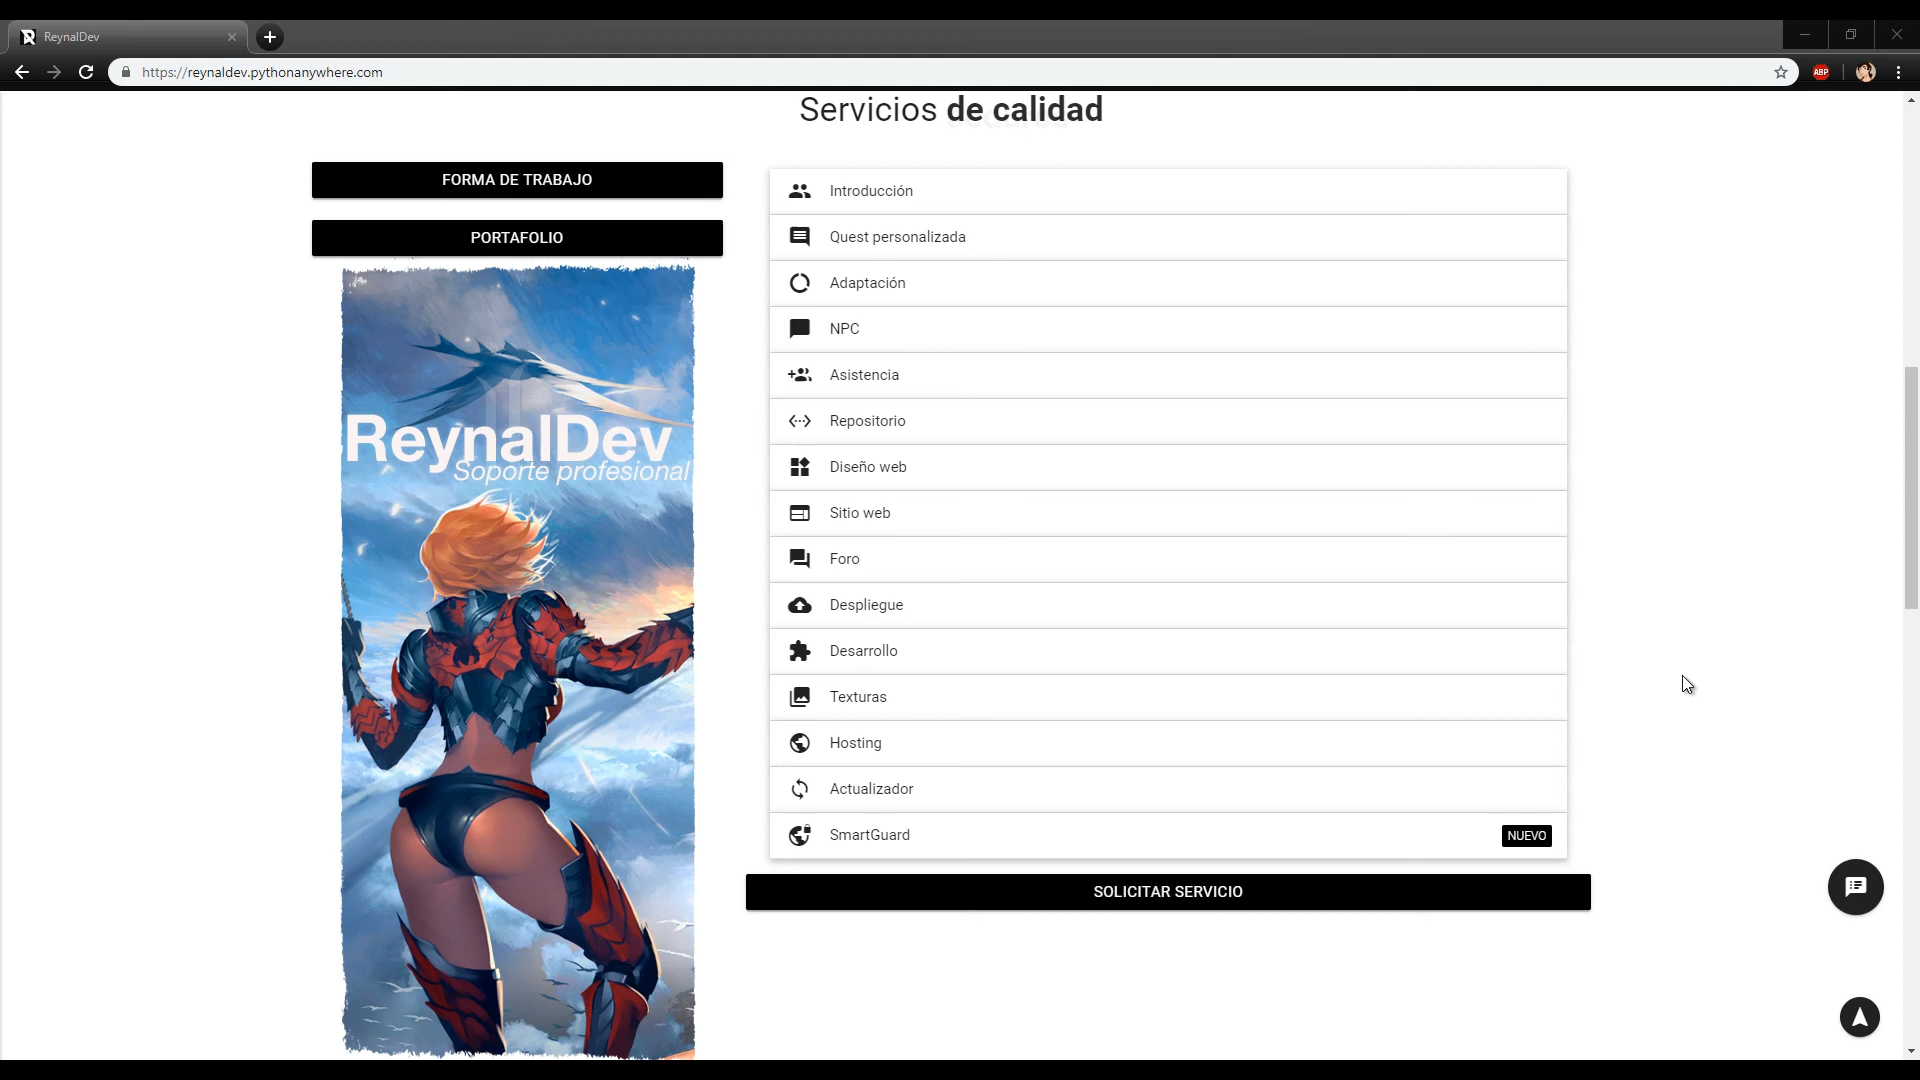 ReynalDev
https://reynaldev.pythonanywhere.com
ABP
Servicios de calidad
FORMA DE TRABAJO
PORTAFOLIO
ReynalDev
Soporte profesional
Introducción
Quest personalizada
Adaptación
NPC
Asistencia
Repositorio
Diseño web
Sitio web
Foro
Despliegue
Desarrollo
Texturas
Hosting
Actualizador
SmartGuard
NUEVO
SOLICITAR SERVICIO